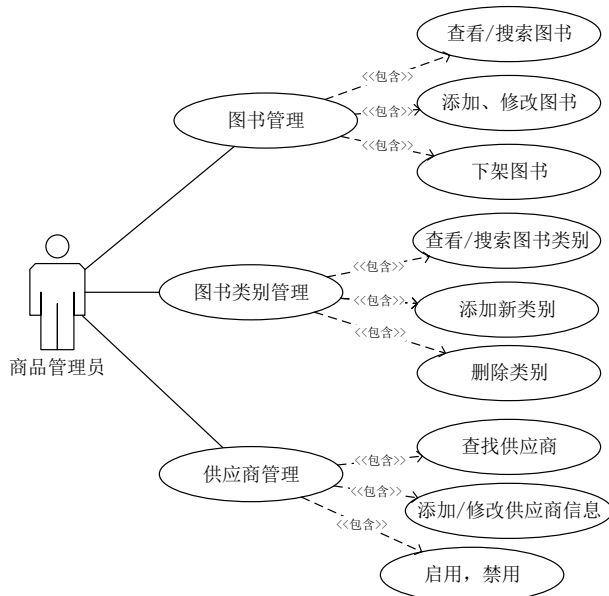 查看/搜索图书
<<包含>>
添加、修改图书
<<包含>>
图书管理
<<包含>>
下架图书
查看/搜索图书类别
<<包含>>
图书类别管理
<<包含>>
添加新类别
<<包含>>
删除类别
商品管理员
查找供应商
<<包含>>
供应商管理
<<包含>>
添加/修改供应商信息
<<包含>>
启用，禁用